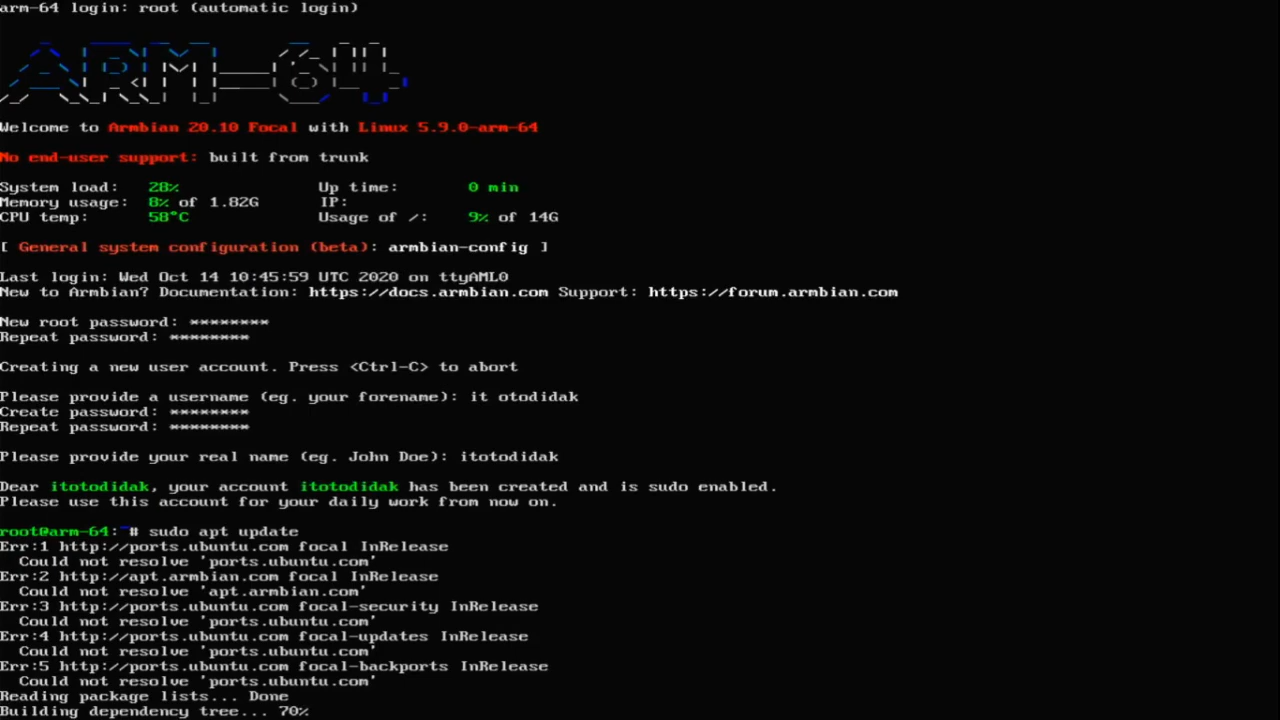 arm-64 login: root (automatic login)
ARM-64
Welcome to Armbian 20.10 Focal with Linux 5.9.0-arm-64
No end-user support: built from trunk
System load: 28% Up time: 0 min
Memory usage: 8% of 1.82G IP:
CPU temp: 58°C Usage of /: 9% of 14G
[ General system configuration (beta): armbian-config ]
Last login: Wed Oct 14 10:45:59 UTC 2020 on ttyAML0
New to Armbian? Documentation: https://docs.armbian.com Support: https://forum.armbian.com
New root password: ********
Repeat password: ********
Creating a new user account. Press <Ctrl-C> to abort
Please provide a username (eg. your forename): it otodidak
Create password: ********
Repeat password: ********
Please provide your real name (eg. John Doe): itotodidak
Dear itotodidak, your account itotodidak has been created and is sudo enabled.
Please use this account for your daily work from now on.
root@arm-64:~# sudo apt update
Err:1 http://ports.ubuntu.com focal InRelease
Could not resolve 'ports.ubuntu.com'
Err:2 http://apt.armbian.com focal InRelease
Could not resolve 'apt.armbian.com'
Err:3 http://ports.ubuntu.com focal-security InRelease
Could not resolve 'ports.ubuntu.com'
Err:4 http://ports.ubuntu.com focal-updates InRelease
Could not resolve 'ports.ubuntu.com'
Err:5 http://ports.ubuntu.com focal-backports InRelease
Could not resolve 'ports.ubuntu.com'
Reading package lists... Done
Building dependency tree... 70%